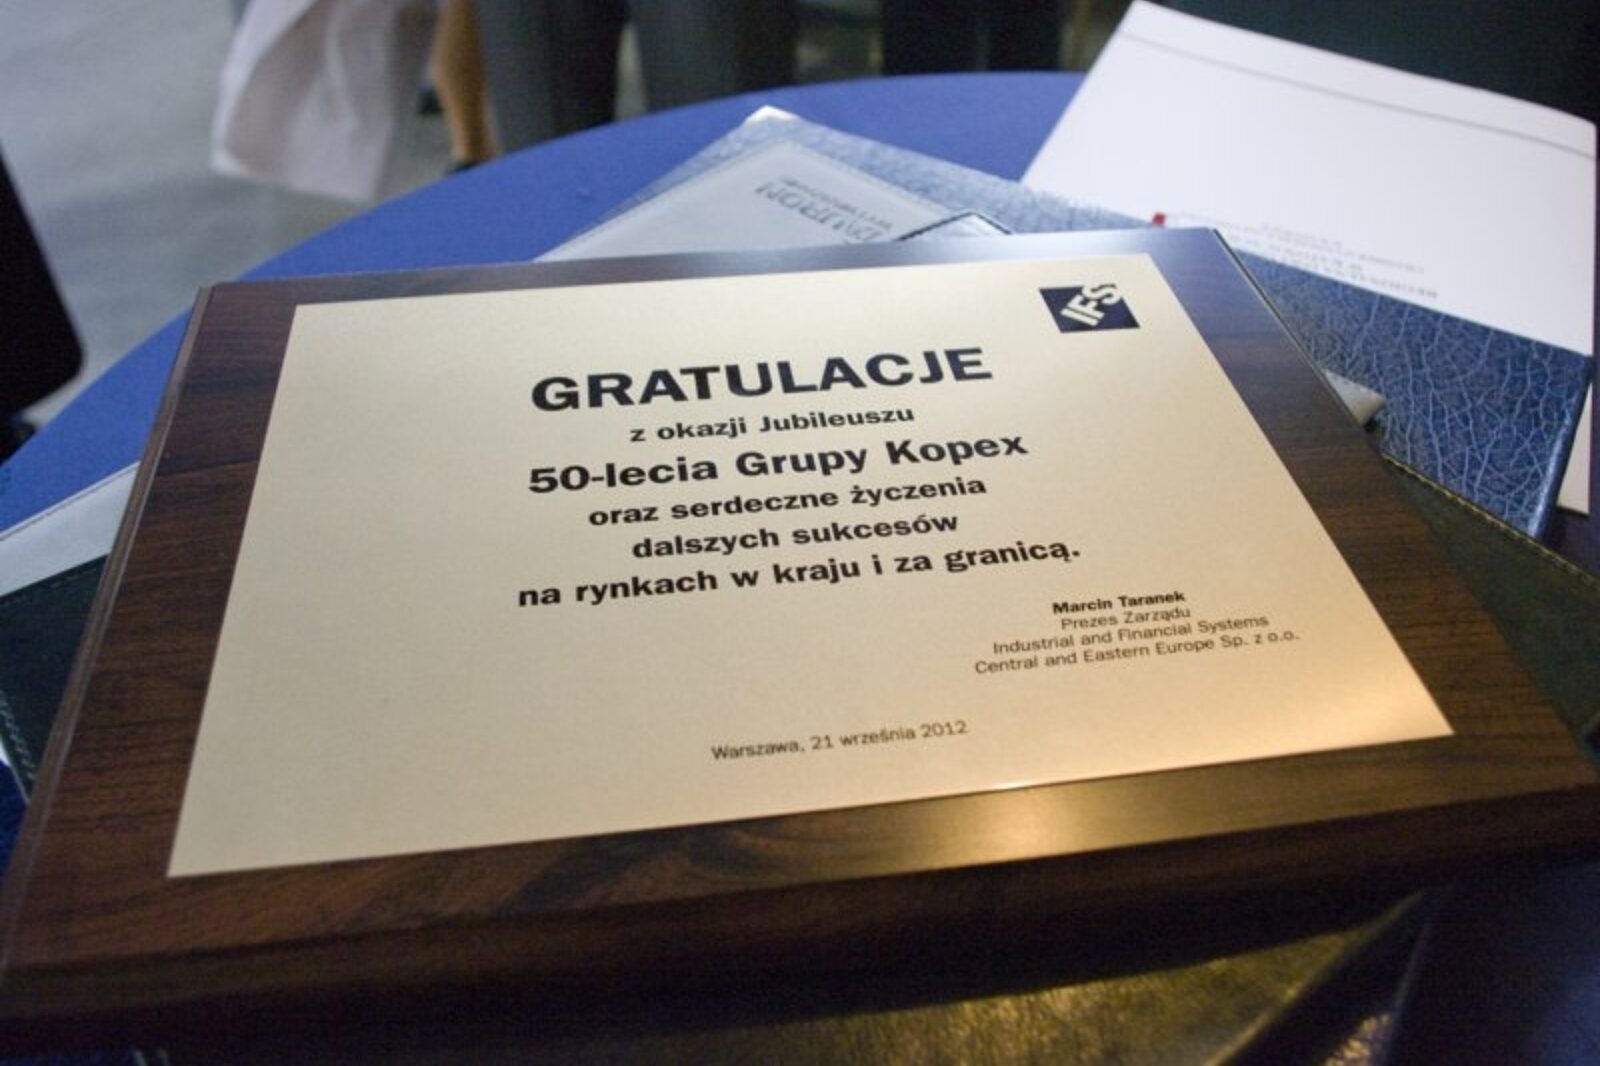 IFS
GRATULACJE
z okazji Jubileuszu
50-lecia Grupy Kopex
oraz serdeczne życzenia
dalszych sukcesów
na rynkach w kraju i za granicą.
Marcin Taranek
Prezes Zarządu
Industrial and Financial Systems
Central and Eastern Europe Sp. z o.o.
Warszawa, 21 września 2012